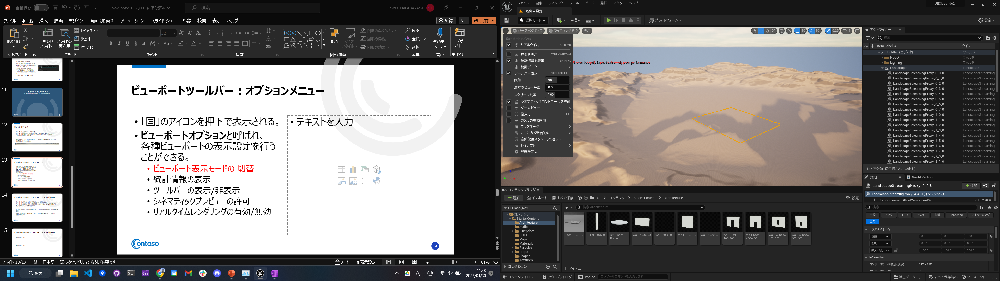 自動保存 オフ
UE-No2.pptx • この PC に保存済み
検索
SYU TAKABAYASI ST
ファイル ホーム 挿入 描画 デザイン 画面切り替え アニメーション スライド ショー 記録 校閲 表示 ヘルプ
記録 共有
貼り付け
クリップボード
新しい
スライド
スライドの
再利用
レイアウト
リセット
セクション
スライド
32
B I U S ab AV Aa A
フォント
段落
配置
クイック
スタイル
図形の塗りつぶし
図形の枠線
図形の効果
図形描画
検索
置換
選択
編集
ディクテー
ション
音声
デザ
イナー
デザイナー
11
2.ビューポートとツールバー
12
ビューポートツールバー
13
14
15
ビューポートツールバー：オプションメニュー
• 「」のアイコンを押下で表示される。
• ビューポートオプションと呼ばれ、
各種ビューポートの表示設定を行う
ことができる。
• ビューポート表示モードの 切替
• 統計情報の表示
• ツールバーの表示/非表示
• シネマティックプレビューの許可
• リアルタイムレンダリングの有効/無効
• テキストを入力
Contoso
13
スライド 13/17 日本語 アクセシビリティ: 検討が必要です
ノート 表示設定 81%
検索
A
11:43
2023/04/30
8
ファイル 編集 ウィンドウ ツール ビルド 選択 アクタ ヘルプ
UEClass_No2
名称未設定
選択モード
プラットフォーム
設定
パースペクティブ ライティングあり 表示
10 10° 0.25 4
ビューポートオプション
リアルタイム CTRL+R
FPS を表示 CTRL+SHIFT+H
統計情報を表示 SHIFT+L
統計データ
ツールバー表示 CTRL+SHIFT+T
画角 90.0
遠方のビュー平面 0.0
スクリーン比率 100
シネマティックコントロールを許可
ゲームビュー G
没入モード F11
カメラの振動を許可
ブックマーク
ここにカメラを作成
高解像度スクリーンショット...
レイアウト
詳細設定...
B over budget). Expect extremely poor performance.
アウトライナー
検索...
Item Label タイプ
Untitled (エディタ) ワールド
HLOD フォルダ
Lighting フォルダ
Landscape Landscape
LandscapeStreamingProxy_0_0_0 LandscapeStreaming
LandscapeStreamingProxy_0_1_0 LandscapeStreaming
LandscapeStreamingProxy_0_2_0 LandscapeStreaming
LandscapeStreamingProxy_0_3_0 LandscapeStreaming
LandscapeStreamingProxy_0_4_0 LandscapeStreaming
LandscapeStreamingProxy_0_5_0 LandscapeStreaming
LandscapeStreamingProxy_0_6_0 LandscapeStreaming
LandscapeStreamingProxy_0_7_0 LandscapeStreaming
LandscapeStreamingProxy_1_0_0 LandscapeStreaming
LandscapeStreamingProxy_1_1_0 LandscapeStreaming
LandscapeStreamingProxy_1_2_0 LandscapeStreaming
LandscapeStreamingProxy_1_3_0 LandscapeStreaming
LandscapeStreamingProxy_1_4_0 LandscapeStreaming
LandscapeStreamingProxy_1_5_0 LandscapeStreaming
LandscapeStreamingProxy_1_6_0 LandscapeStreaming
LandscapeStreamingProxy_1_7_0 LandscapeStreaming
LandscapeStreamingProxy_2_0_0 LandscapeStreaming
LandscapeStreamingProxy_2_1_0 LandscapeStreaming
137 アクタ(1個選択されています)
詳細 World Partition
LandscapeStreamingProxy_4_4_0 追加
LandscapeStreamingProxy_4_4_0 (インスタンス)
RootComponent (RootComponent0) C++ で編集
検索
一般 アクタ LOD その他 物理 Rendering ストリーミング
全て
トランスフォーム
位置 0.0 0.0 100.0
回転 0.0 ° 0.0 ° 0.0 °
拡大・縮小 100.0 100.0 100.0
Information
コンポーネント解像度(頂点) 127 x 127
コンテンツブラウザ
追加 インポート すべて保存 All コンテンツ StarterContent Architecture 設定
UEClass_No2
コンテンツ
StarterContent
Architecture
Audio
Blueprints
HDRI
Maps
Materials
Particles
Props
Shapes
Textures
コレクション
検索 Architecture
Floor_400x400
Pillar_50x500
SM_Asset
Platform
Wall_400x200
Wall_400x300
Wall_400x400
Wall_500x500
Wall_Door_
400x300
Wall_Door_
400x400
Wall_Window_
400x300
Wall_Window_
400x400
11 アイテム
コンテンツ ドロワー アウトプットログ Cmd コンソールコマンドを入力します
派生データ すべて保存済み ソースコントロール